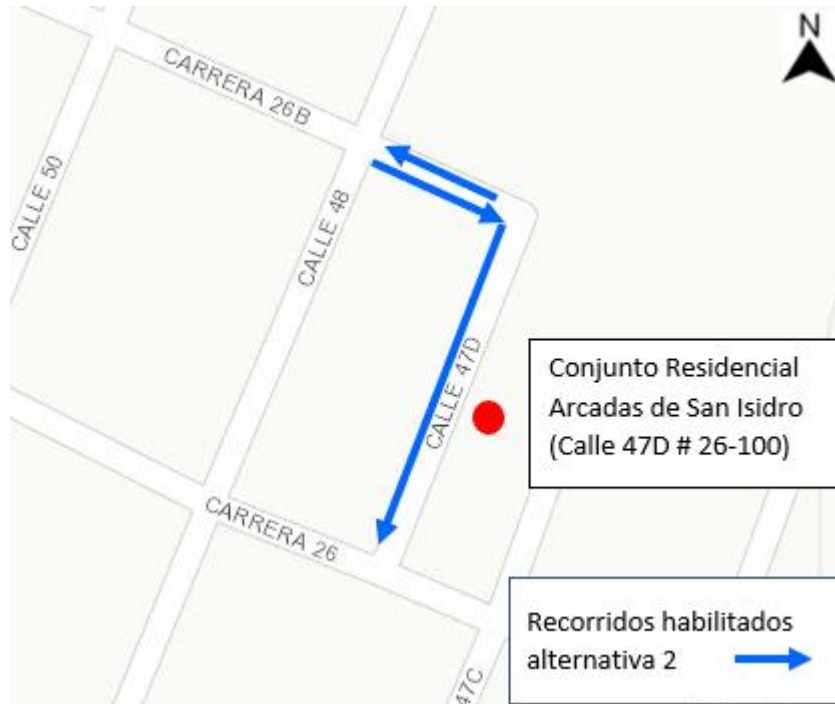 N
CARRERA 26B
CALLE 50
CALLE 48
CALLE 47D
Conjunto Residencial
Arcadas de San Isidro
(Calle 47D # 26-100)
CARRERA 26
Recorridos habilitados
alternativa 2
47C